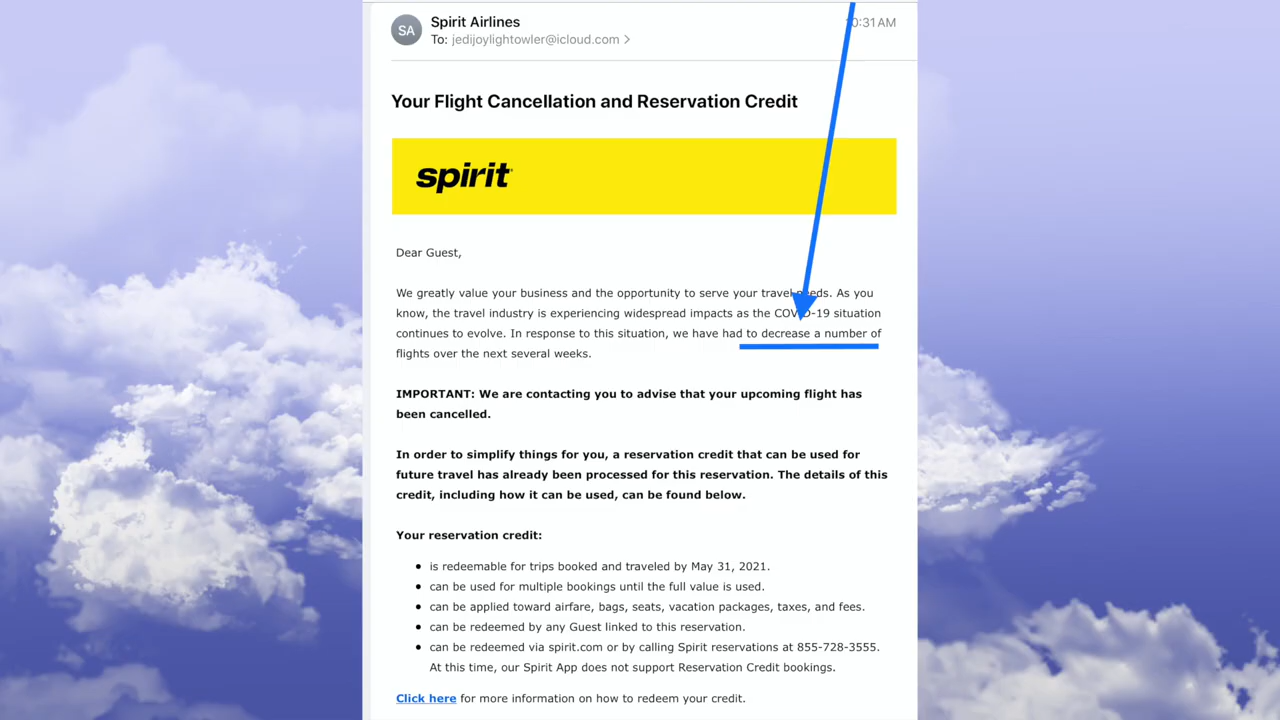 SA
Spirit Airlines
10:31 AM
To: jedijoylightowler@icloud.com >
Your Flight Cancellation and Reservation Credit
spirit
Dear Guest,
We greatly value your business and the opportunity to serve your travel needs. As you
know, the travel industry is experiencing widespread impacts as the COVID-19 situation
continues to evolve. In response to this situation, we have had to decrease a number of
flights over the next several weeks.
IMPORTANT: We are contacting you to advise that your upcoming flight has
been cancelled.
In order to simplify things for you, a reservation credit that can be used for
future travel has already been processed for this reservation. The details of this
credit, including how it can be used, can be found below.
Your reservation credit:
• is redeemable for trips booked and traveled by May 31, 2021.
• can be used for multiple bookings until the full value is used.
• can be applied toward airfare, bags, seats, vacation packages, taxes, and fees.
• can be redeemed by any Guest linked to this reservation.
• can be redeemed via spirit.com or by calling Spirit reservations at 855-728-3555.
At this time, our Spirit App does not support Reservation Credit bookings.
Click here for more information on how to redeem your credit.